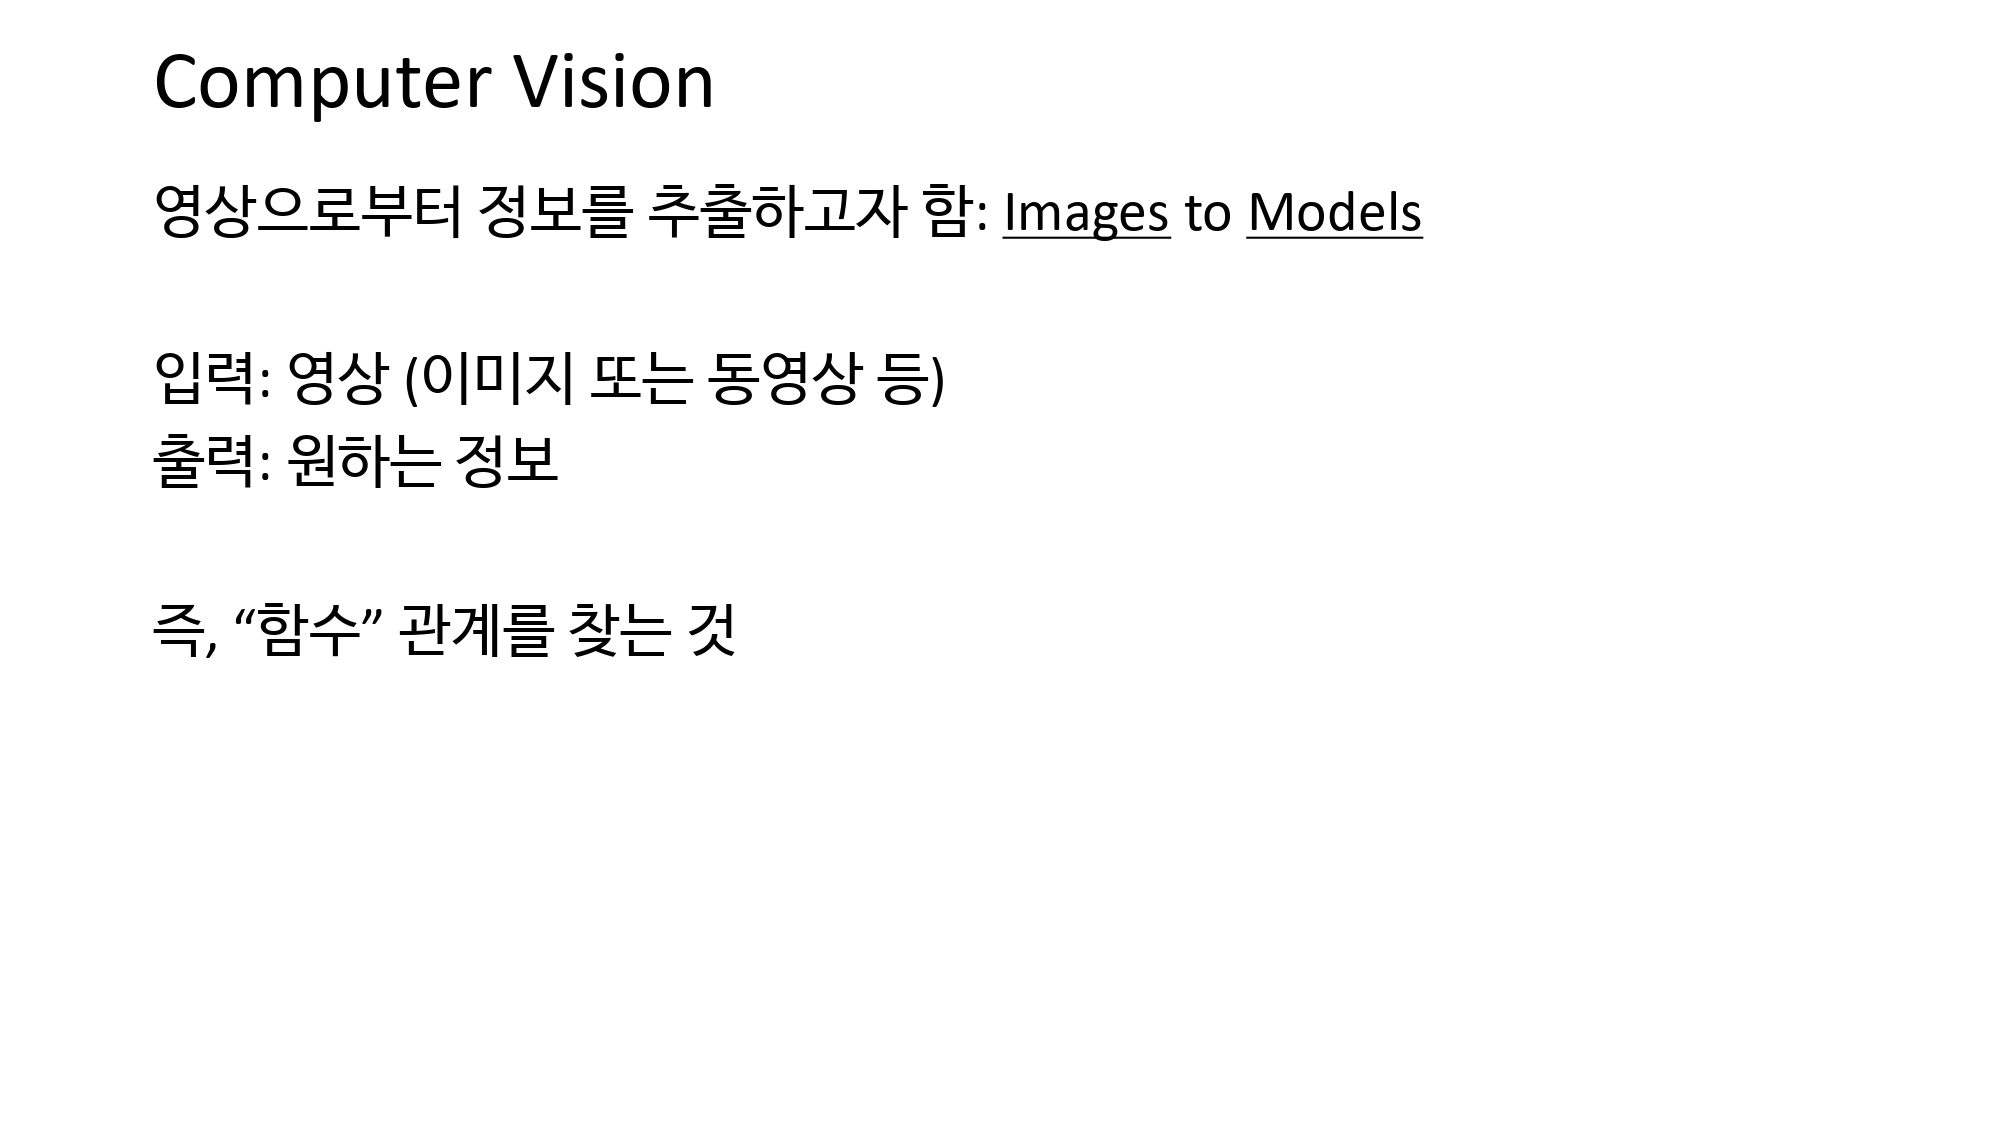 Computer Vision
영상으로부터 정보를 추출하고자 함: Images to Models
입력: 영상 (이미지 또는 동영상 등)
출력: 원하는 정보
즉, “함수” 관계를 찾는 것